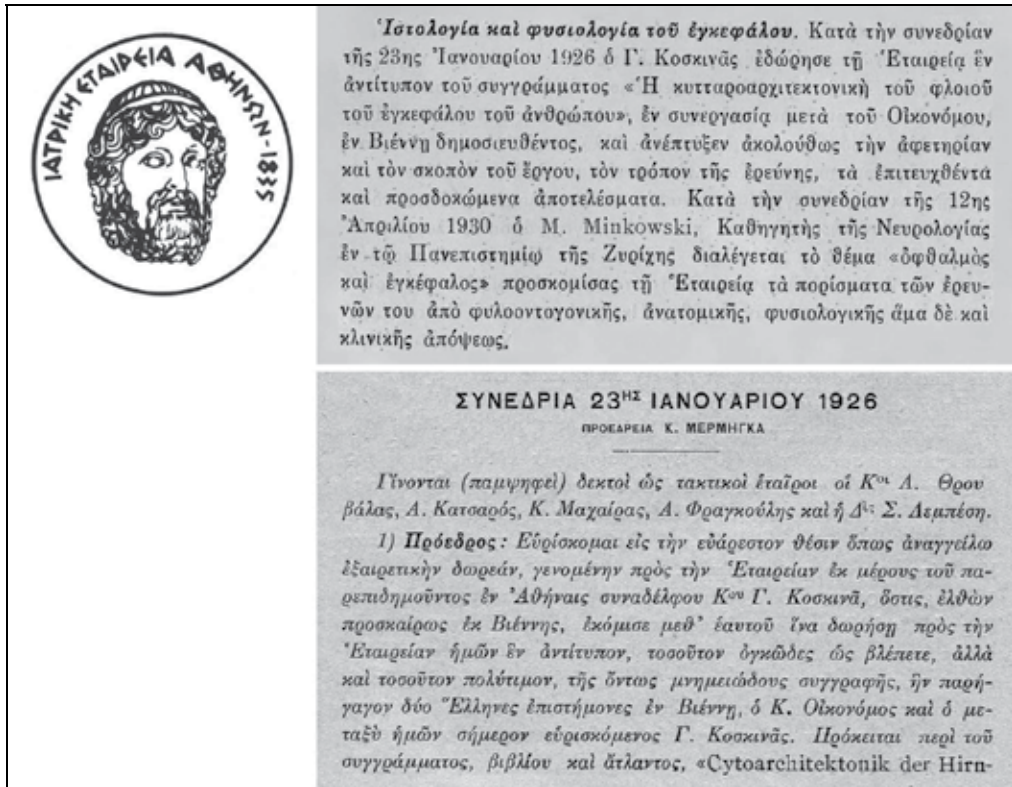 ΙΑΤΡΙΚΗ ΕΤΑΙΡΕΙΑ ΑΘΗΝΩΝ-1835
Ἱστολογία καὶ φυσιολογία τοῦ ἐγκεφάλου. Κατὰ τὴν συνεδρίαν
τῆς 23ης Ἰανουαρίου 1926 ὁ Γ. Κοσκινᾶς ἐδώρησε τῇ Ἑταιρείᾳ ἓν
ἀντίτυπον τοῦ συγγράμματος «Ἡ κυτταροαρχιτεκτονικὴ τοῦ φλοιοῦ
τοῦ ἐγκεφάλου τοῦ ἀνθρώπου», ἐν συνεργασίᾳ μετὰ τοῦ Οἰκονόμου,
ἐν Βιέννῃ δημοσιευθέντος, καὶ ἀνέπτυξεν ἀκολούθως τὴν ἀφετηρίαν
καὶ τὸν σκοπὸν τοῦ ἔργου, τὸν τρόπον τῆς ἐρεύνης, τὰ ἐπιτευχθέντα
καὶ προσδοκώμενα ἀποτελέσματα. Κατὰ τὴν συνεδρίαν τῆς 12ης
Ἀπριλίου 1930 ὁ M. Minkowski, Καθηγητὴς τῆς Νευρολογίας
ἐν τῷ Πανεπιστημίῳ τῆς Ζυρίχης διαλέγεται τὸ θέμα «ὀφθαλμὸς
καὶ ἐγκέφαλος» προσκομίσας τῇ Ἑταιρείᾳ τὰ πορίσματα τῶν ἐρευ-
νῶν του ἀπὸ φυλοοντογονικῆς, ἀνατομικῆς, φυσιολογικῆς ἅμα δὲ καὶ
κλινικῆς ἀπόψεως.
ΣΥΝΕΔΡΙΑ 23ΗΣ ΙΑΝΟΥΑΡΙΟΥ 1926
ΠΡΟΕΔΡΕΙΑ Κ. ΜΕΡΜΗΓΚΑ
Γίνονται (παμψηφεὶ) δεκτοὶ ὡς τακτικοὶ ἑταῖροι οἱ Κοι Α. Θρου
βάλας, Α. Κατσαρός, Κ. Μαχαίρας, Α. Φραγκούλης καὶ ἡ Δὶς Σ. Δεμπέση.
1) Πρόεδρος: Εὑρίσκομαι εἰς τὴν εὐάρεστον θέσιν ὅπως ἀναγγείλω
ἐξαιρετικὴν δωρεάν, γενομένην πρὸς τὴν Ἑταιρείαν ἐκ μέρους τοῦ πα-
ρεπιδημοῦντος ἐν Ἀθήναις συναδέλφου Κου Γ. Κοσκινᾶ, ὅστις, ἐλθὼν
προσκαίρως ἐκ Βιέννης, ἐκόμισε μεθ' ἑαυτοῦ ἵνα δωρήσῃ πρὸς τὴν
Ἑταιρείαν ἡμῶν ἓν ἀντίτυπον, τοσοῦτον ὀγκῶδες ὡς βλέπετε, ἀλλὰ
καὶ τοσοῦτον πολύτιμον, τῆς ὄντως μνημειώδους συγγραφῆς, ἣν παρή-
γαγον δύο Ἕλληνες ἐπιστήμονες ἐν Βιέννῃ, ὁ Κ. Οἰκονόμος καὶ ὁ με-
ταξὺ ἡμῶν σήμερον εὑρισκόμενος Γ. Κοσκινᾶς. Πρόκειται περὶ τοῦ
συγγράμματος, βιβλίου καὶ ἄτλαντος, «Cytoarchitektonik der Hirn-